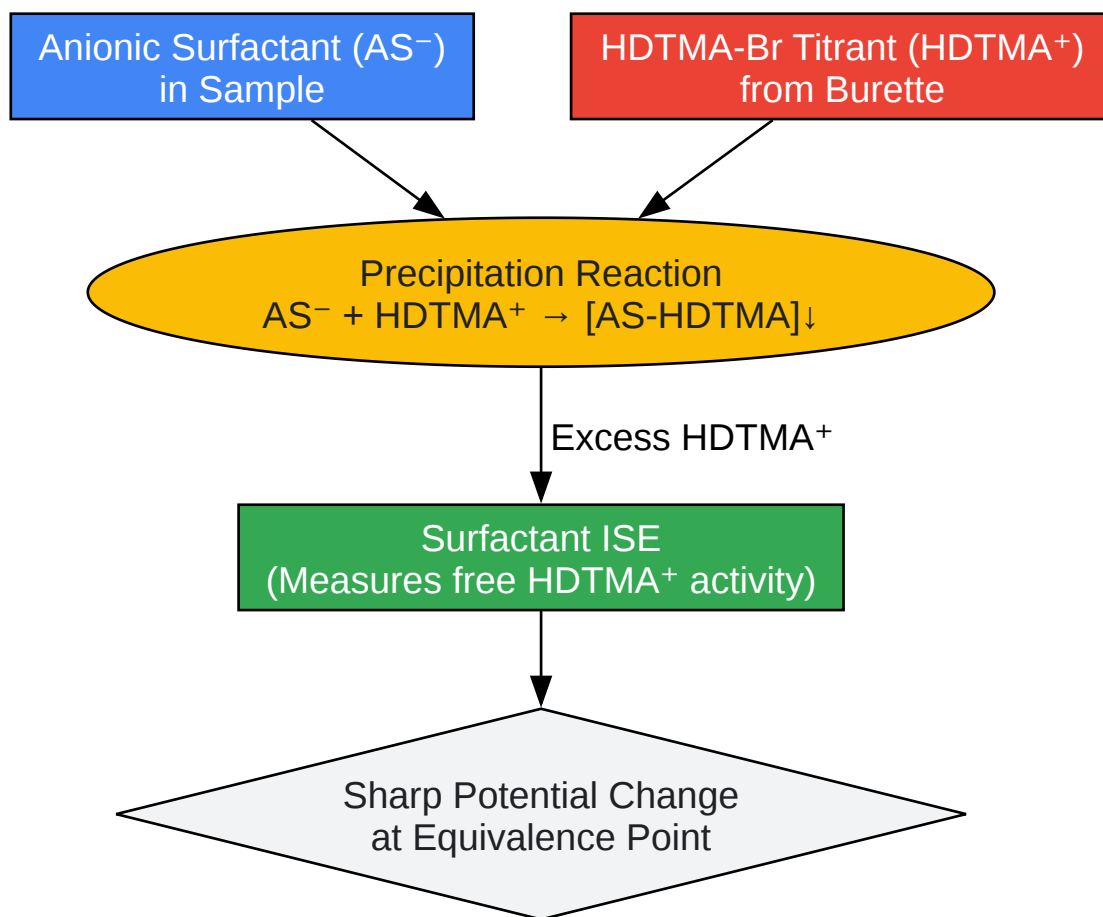 Anionic Surfactant (AS⁻)
in Sample
HDTMA-Br Titrant (HDTMA⁺)
from Burette
Precipitation Reaction
AS⁻ + HDTMA⁺ → [AS-HDTMA]↓
Excess HDTMA⁺
Surfactant ISE
(Measures free HDTMA⁺ activity)
Sharp Potential Change
at Equivalence Point